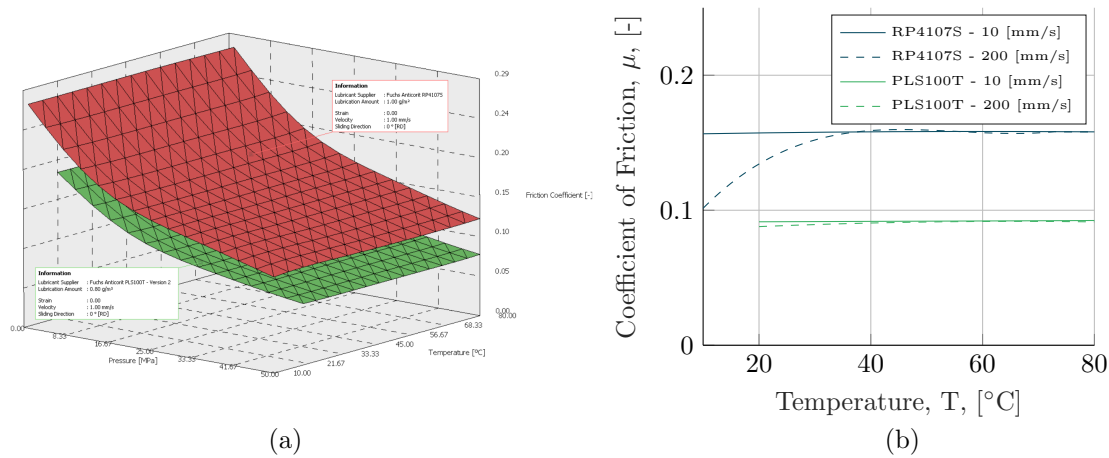 0.29
0.24
0.20
0.15
0.10
0.05
0.00
Friction Coefficient [-]
Information
Lubricant Supplier : Fuchs Anticorit RP4107S
Lubrication Amount : 1.00 g/m²
Strain : 0.00
Velocity : 1.00 mm/s
Sliding Direction : 0 ° [RD]
Information
Lubricant Supplier : Fuchs Anticorit PLS100T - Version 2
Lubrication Amount : 0.80 g/m²
Strain : 0.00
Velocity : 1.00 mm/s
Sliding Direction : 0 ° [RD]
0.00
8.33
16.67
25.00
33.33
41.67
50.00
Pressure [MPa]
10.00
21.67
33.33
45.00
56.67
68.33
80.00
Temperature [ºC]
(a)
RP4107S - 10 [mm/s]
RP4107S - 200 [mm/s]
PLS100T - 10 [mm/s]
PLS100T - 200 [mm/s]
Coefficient of Friction, μ, [-]
0.2
0.1
0
20 40 60 80
Temperature, T, [°C]
(b)